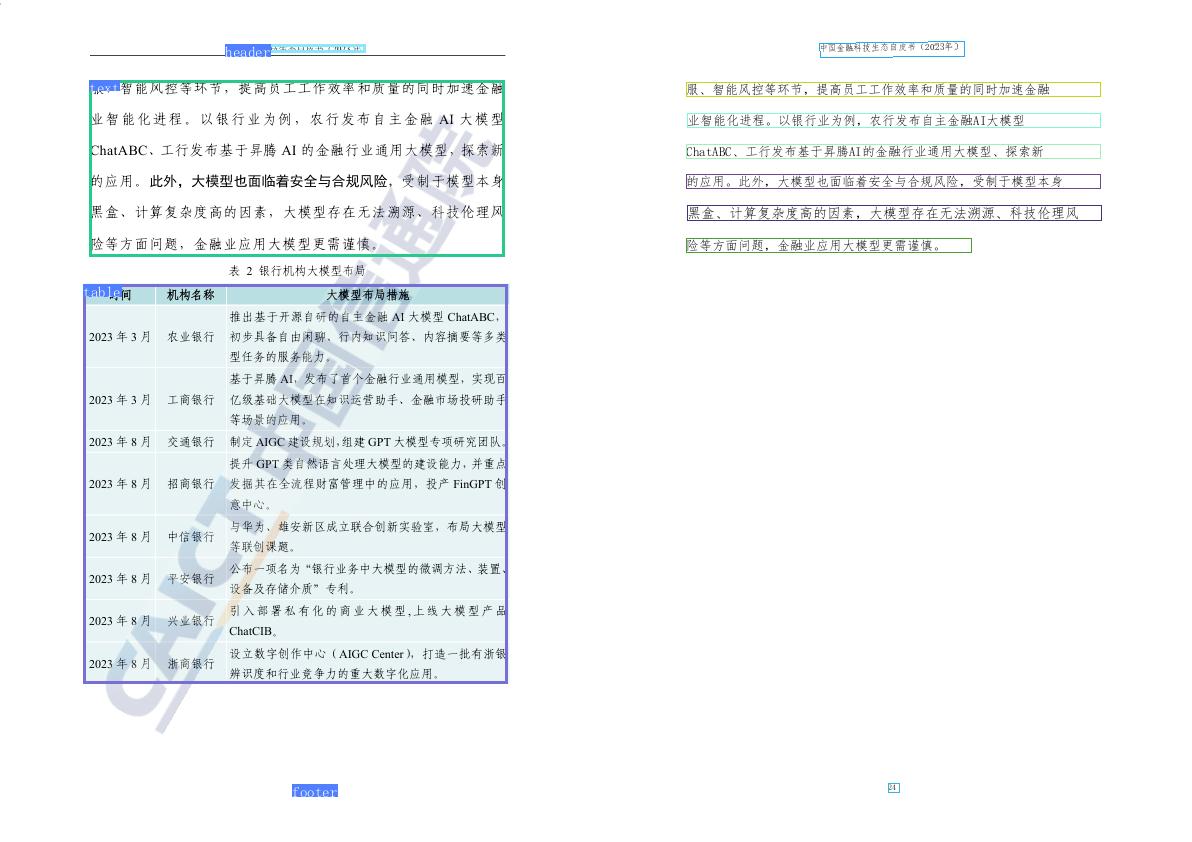 header
text 智能风控等环节，提高员工工作效率和质量的同时加速金融
业智能化进程。以银行业为例，农行发布自主金融 AI 大模型
ChatABC、工行发布基于昇腾 AI 的金融行业通用大模型，探索新
的应用。此外，大模型也面临着安全与合规风险，受制于模型本身
黑盒、计算复杂度高的因素，大模型存在无法溯源、科技伦理风
险等方面问题，金融业应用大模型更需谨慎。
表 2 银行机构大模型布局
table 间 机构名称 大模型布局措施
2023 年 3 月 农业银行 推出基于开源自研的自主金融 AI 大模型 ChatABC，
初步具备自由闲聊、行内知识问答、内容摘要等多类
型任务的服务能力。
2023 年 3 月 工商银行 基于昇腾 AI，发布了首个金融行业通用模型，实现百
亿级基础大模型在知识运营助手、金融市场投研助手
等场景的应用。
2023 年 8 月 交通银行 制定 AIGC 建设规划,组建 GPT 大模型专项研究团队。
2023 年 8 月 招商银行 提升 GPT 类自然语言处理大模型的建设能力，并重点
发掘其在全流程财富管理中的应用，投产 FinGPT 创
意中心。
2023 年 8 月 中信银行 与华为、雄安新区成立联合创新实验室，布局大模型
等联创课题。
2023 年 8 月 平安银行 公布一项名为“银行业务中大模型的微调方法、装置、
设备及存储介质”专利。
2023 年 8 月 兴业银行 引入部署私有化的商业大模型,上线大模型产品
ChatCIB。
2023 年 8 月 浙商银行 设立数字创作中心（AIGC Center），打造一批有浙银
辨识度和行业竞争力的重大数字化应用。
CAICT 中国信通院
footer
中国金融科技生态白皮书（2023年）
服、智能风控等环节，提高员工工作效率和质量的同时加速金融
业智能化进程。以银行业为例，农行发布自主金融AI大模型
ChatABC、工行发布基于昇腾AI的金融行业通用大模型、探索新
的应用。此外，大模型也面临着安全与合规风险，受制于模型本身
黑盒、计算复杂度高的因素，大模型存在无法溯源、科技伦理风
险等方面问题，金融业应用大模型更需谨慎。
24